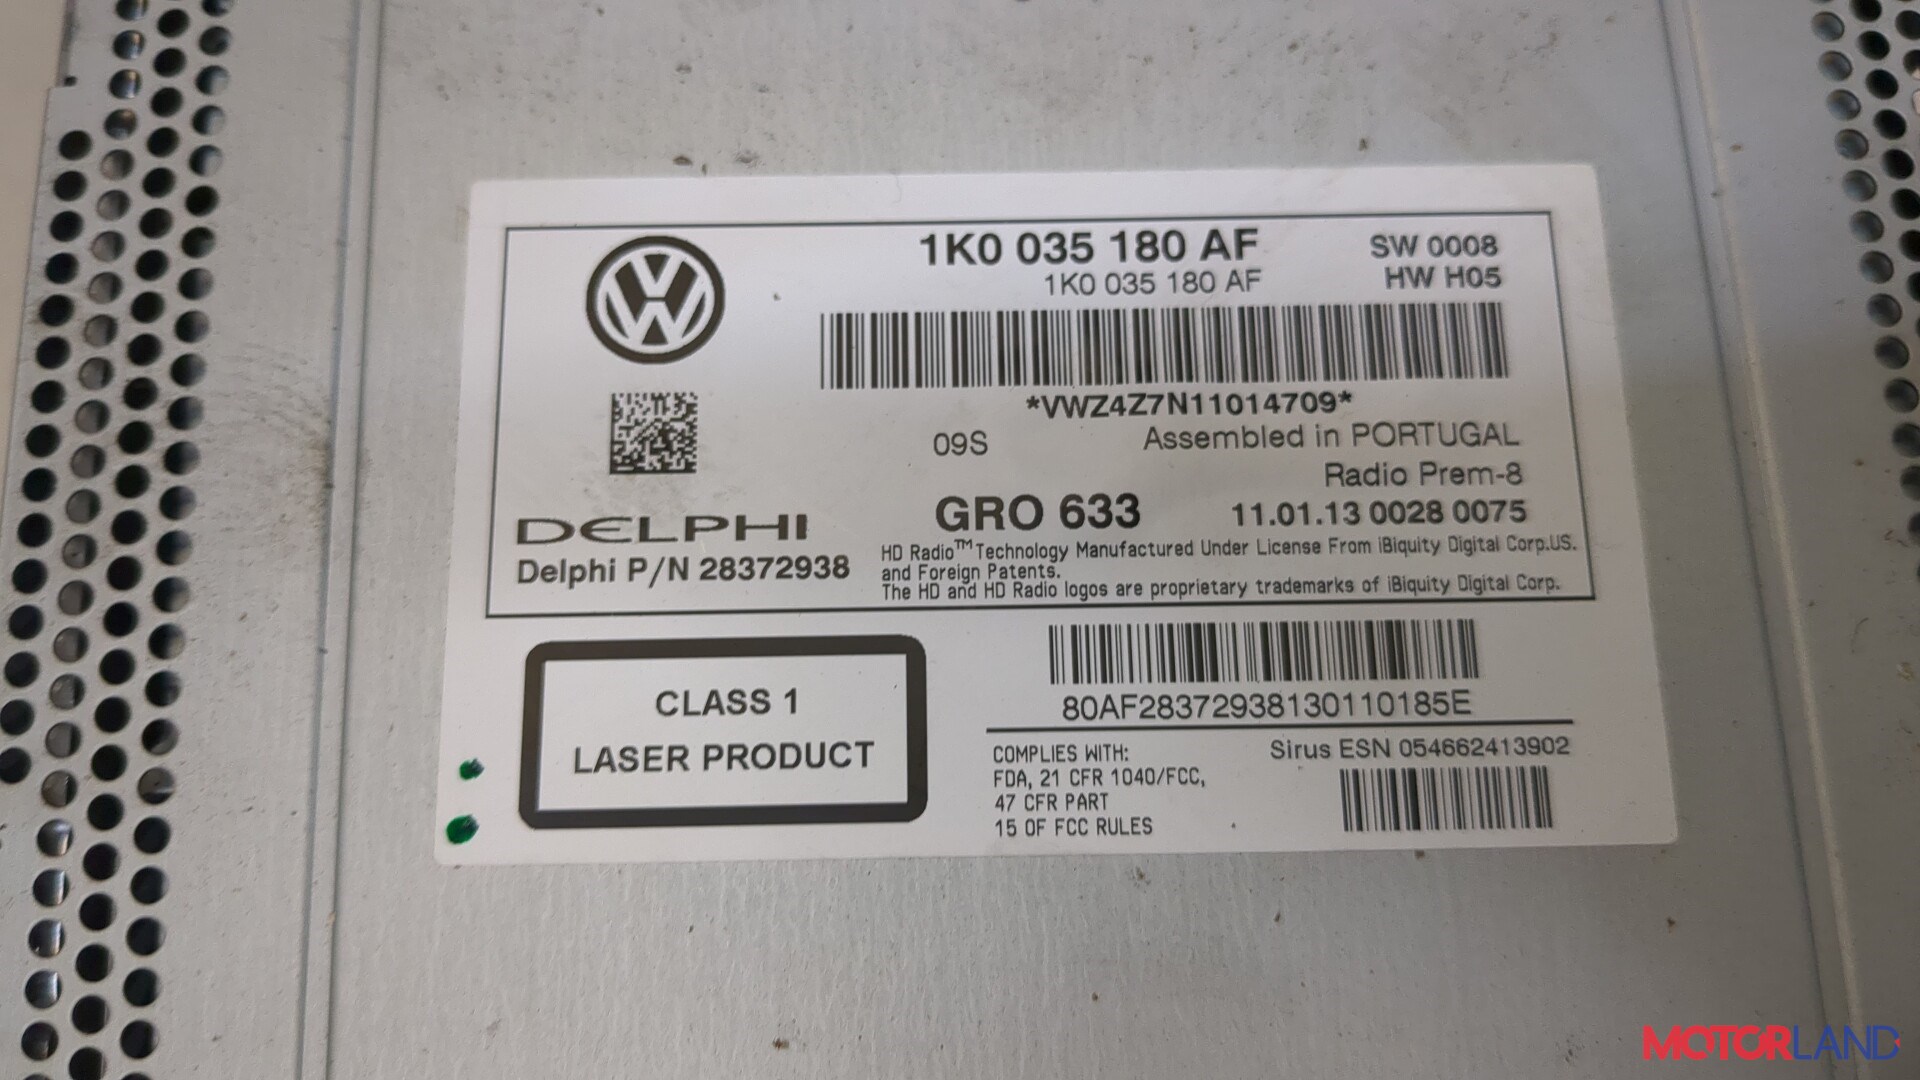 1K0 035 180 AF
SW 0008
1K0 035 180 AF
HW H05
*VWZ4Z7N11014709*
09S
Assembled in PORTUGAL
Radio Prem-8
GRO 633
11.01.13 0028 0075
DELPHI
Delphi P/N 28372938
HD Radio™ Technology Manufactured Under License From iBiquity Digital Corp.US.
and Foreign Patents.
The HD and HD Radio logos are proprietary trademarks of iBiquity Digital Corp.
CLASS 1
LASER PRODUCT
80AF28372938130110185E
COMPLIES WITH:
FDA, 21 CFR 1040/FCC,
47 CFR PART
15 OF FCC RULES
Sirus ESN 054662413902
MOTORLAND